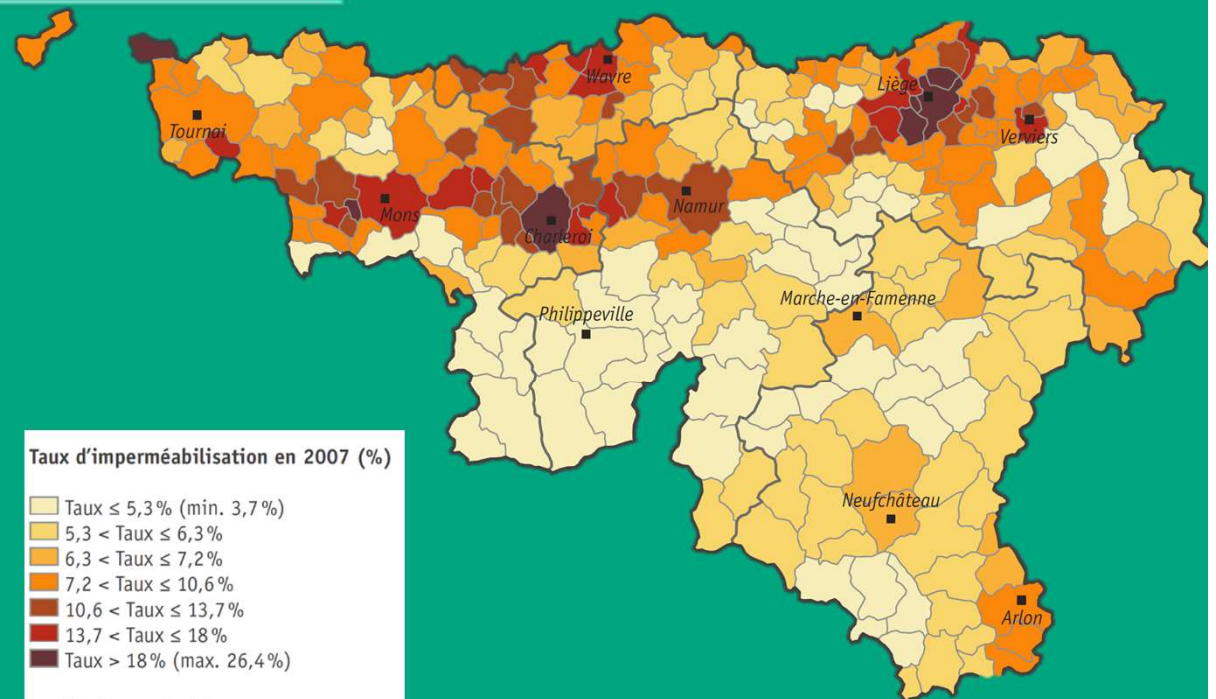 Wavre
Liège
Tournai
Verviers
Mons
Namur
Charleroi
Marche-en-Famenne
Philippeville
Neufchâteau
Arlon
Taux d'imperméabilisation en 2007 (%)
Taux ≤ 5,3% (min. 3,7%)
5,3 < Taux ≤ 6,3%
6,3 < Taux ≤ 7,2%
7,2 < Taux ≤ 10,6%
10,6 < Taux ≤ 13,7%
13,7 < Taux ≤ 18%
Taux > 18% (max. 26,4%)